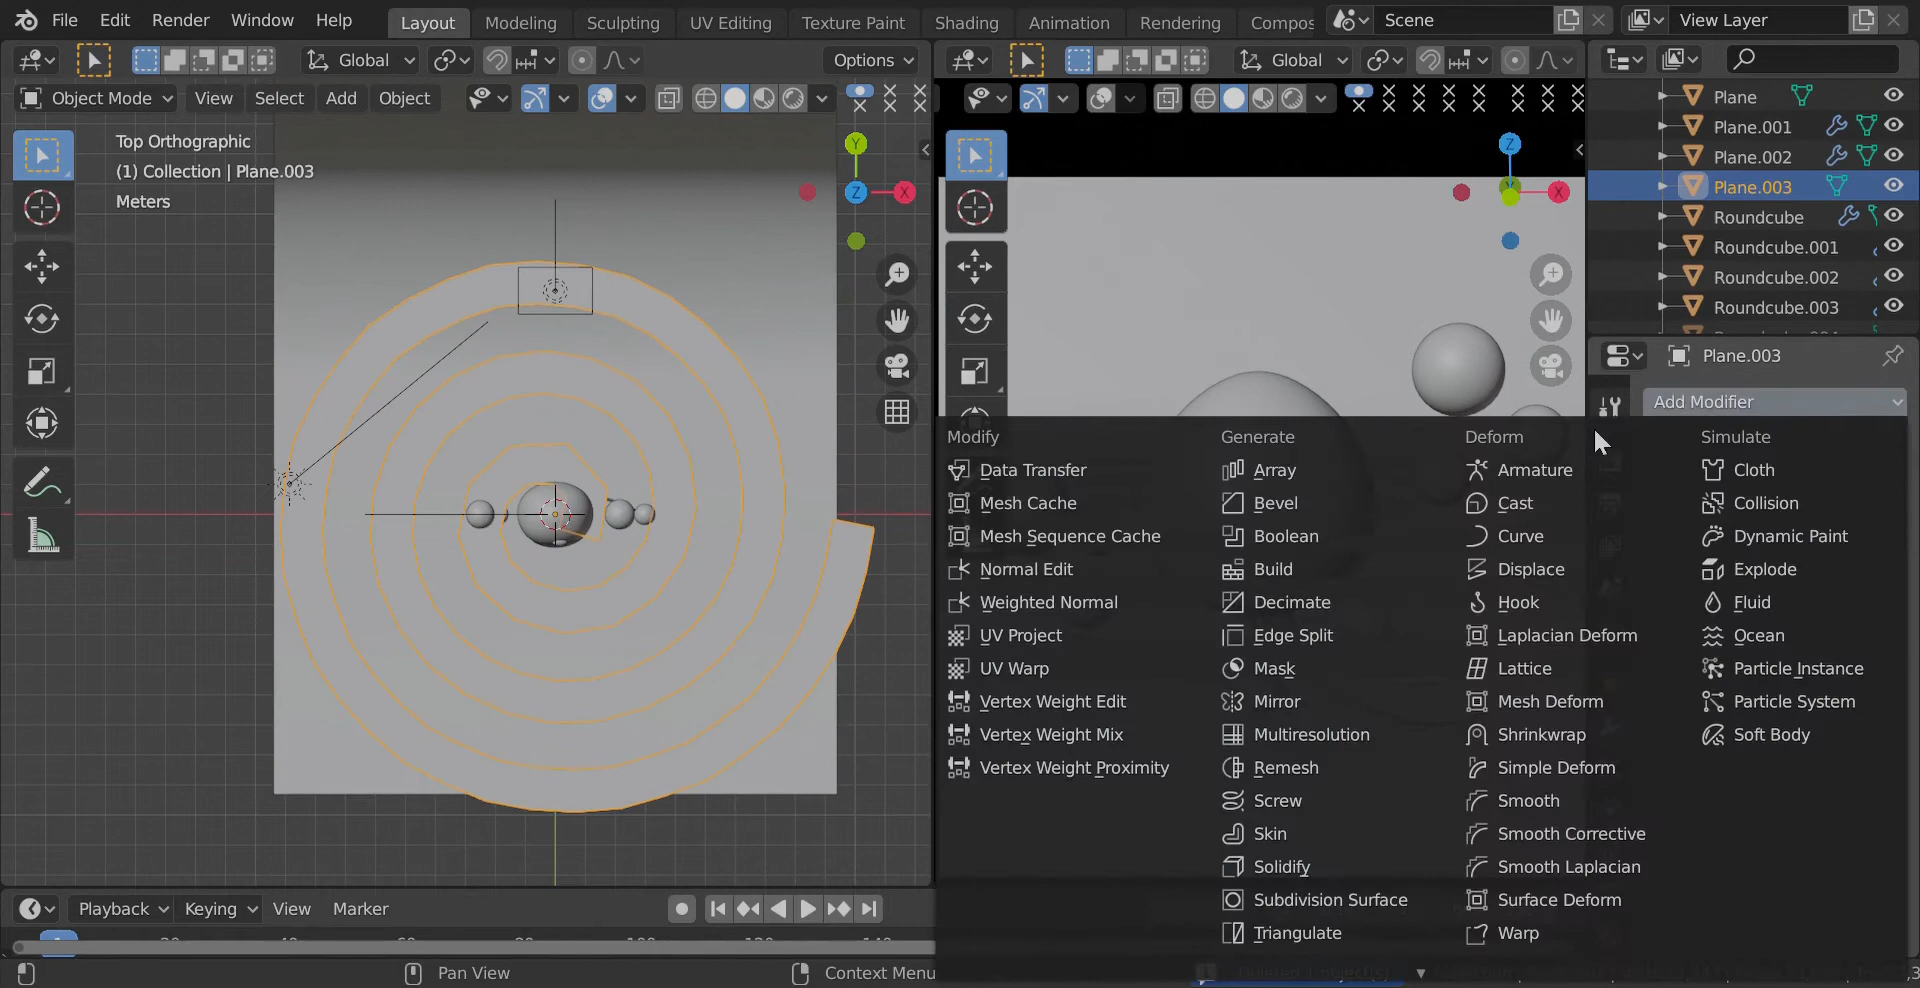 File Edit Render Window Help Layout Modeling Sculpting UV Editing Texture Paint Shading Animation Rendering Compos Scene View Layer
Global Options Global
Object Mode View Select Add Object
Top Orthographic
(1) Collection | Plane.003
Meters
Y
Z
X
Z
Y
X
Plane
Plane.001
Plane.002
Plane.003
Roundcube
Roundcube.001
Roundcube.002
Roundcube.003
Plane.003
Add Modifier
Modify
Data Transfer
Mesh Cache
Mesh Sequence Cache
Normal Edit
Weighted Normal
UV Project
UV Warp
Vertex Weight Edit
Vertex Weight Mix
Vertex Weight Proximity
Generate
Array
Bevel
Boolean
Build
Decimate
Edge Split
Mask
Mirror
Multiresolution
Remesh
Screw
Skin
Solidify
Subdivision Surface
Triangulate
Deform
Armature
Cast
Curve
Displace
Hook
Laplacian Deform
Lattice
Mesh Deform
Shrinkwrap
Simple Deform
Smooth
Smooth Corrective
Smooth Laplacian
Surface Deform
Warp
Simulate
Cloth
Collision
Dynamic Paint
Explode
Fluid
Ocean
Particle Instance
Particle System
Soft Body
Playback Keying View Marker
Pan View Context Menu